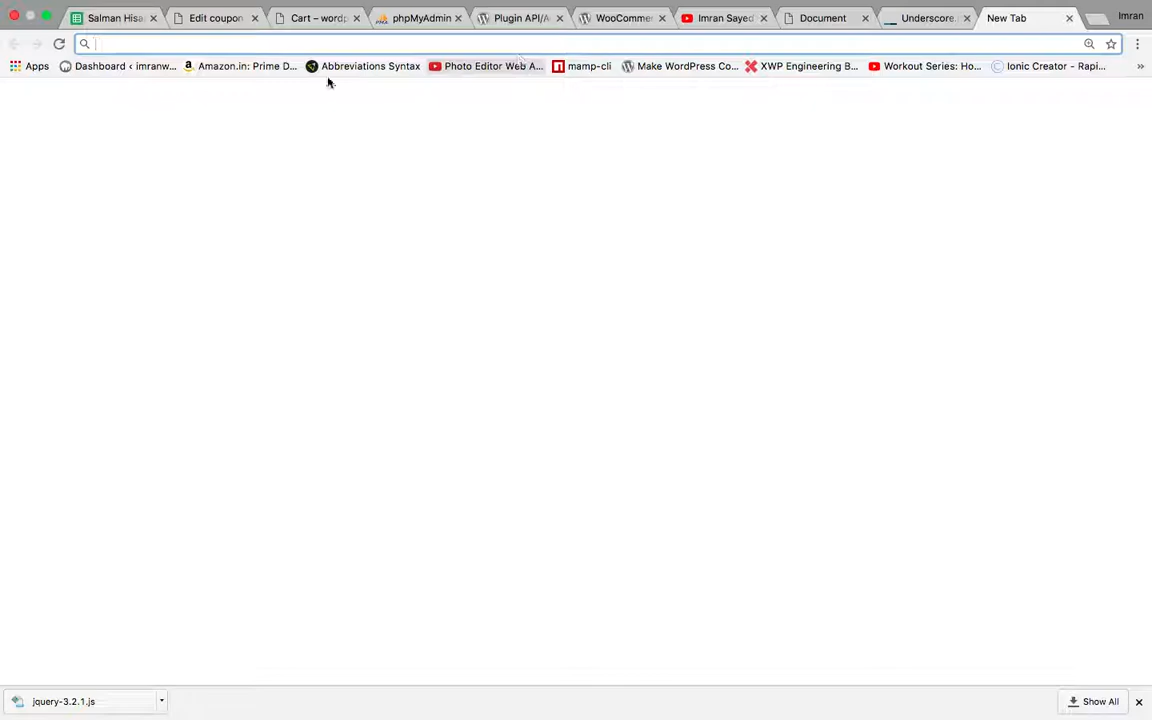 Salman Hisa
Edit coupon
Cart – wordp
phpMyAdmin
Plugin API/A
WooCommer
Imran Sayed
Document
Underscore.
New Tab
Imran
Apps
Dashboard ‹ imranw...
Amazon.in: Prime D...
Abbreviations Syntax
Photo Editor Web A...
mamp-cli
Make WordPress Co...
XWP Engineering B...
Workout Series: Ho...
Ionic Creator - Rapi...
»
jquery-3.2.1.js
Show All